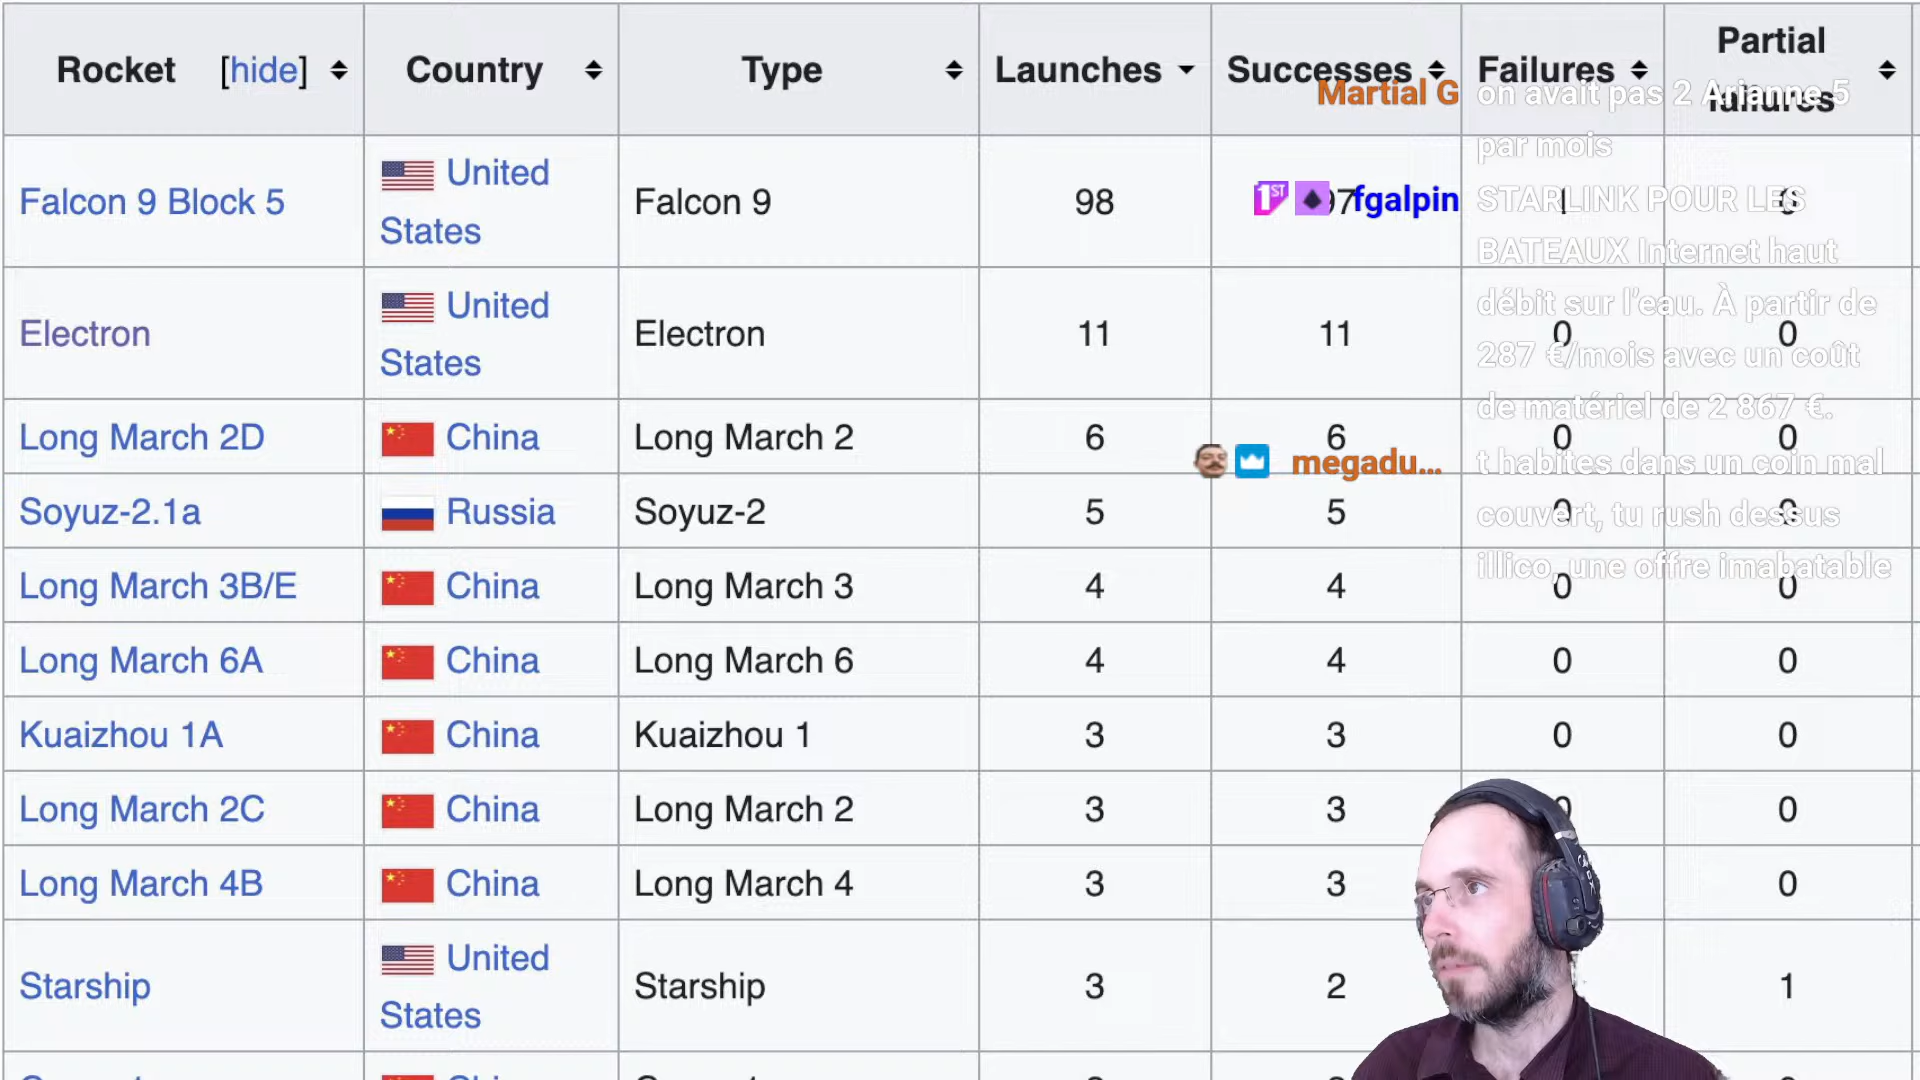 Rocket [hide] Country Type Launches Successes Failures Partial failures
Martial G on avait pas 2 Arianne 5
par mois
Falcon 9 Block 5 United States Falcon 9 98 97 1 0
1ST fgalpin STARLINK POUR LES
BATEAUX Internet haut
débit sur l'eau. À partir de
287 €/mois avec un coût
de matériel de 2 867 €.
Electron United States Electron 11 11 0 0
Long March 2D China Long March 2 6 6 0 0
megadu... t habites dans un coin mal
couvert, tu rush dessus
illico, une offre imabatable
Soyuz-2.1a Russia Soyuz-2 5 5 0 0
Long March 3B/E China Long March 3 4 4 0 0
Long March 6A China Long March 6 4 4 0 0
Kuaizhou 1A China Kuaizhou 1 3 3 0 0
Long March 2C China Long March 2 3 3 0 0
Long March 4B China Long March 4 3 3 0
Starship United States Starship 3 2 1